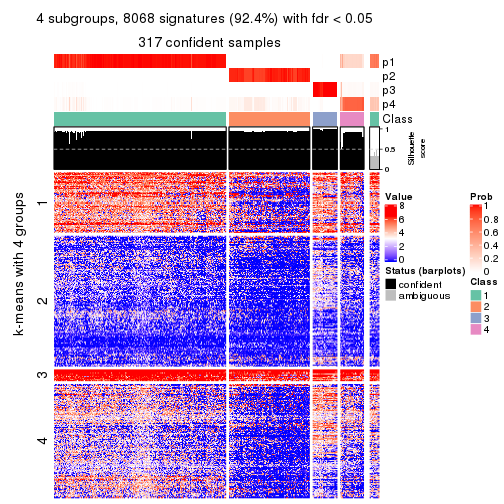 4 subgroups, 8068 signatures (92.4%) with fdr < 0.05
317 confident samples
p1
p2
p3
p4
Class
1
0.5
0
Silhouette
score
k-means with 4 groups
1
2
3
4
Value
8
6
4
2
0
Status (barplots)
confident
ambiguous
Prob
1
0.8
0.6
0.4
0.2
0
Class
1
2
3
4